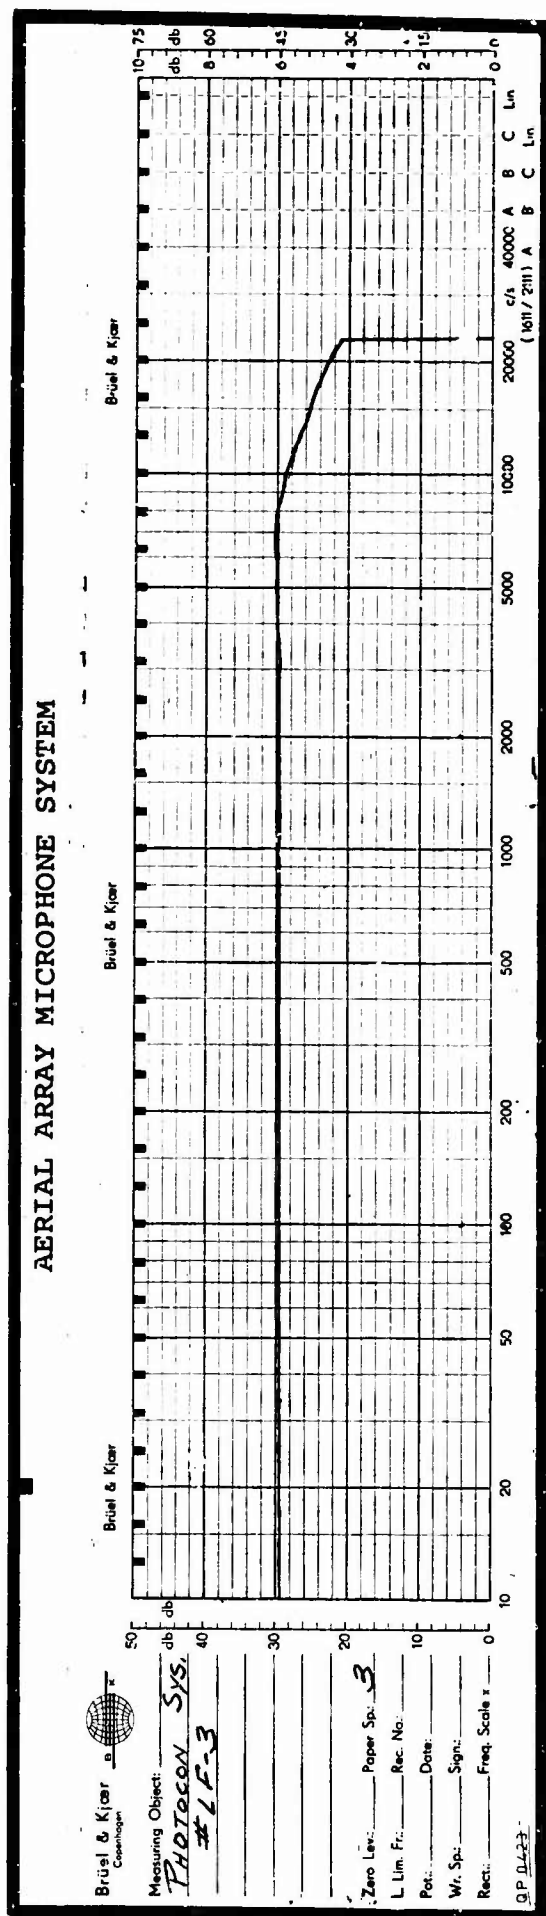 AERIAL ARRAY MICROPHONE SYSTEM
Brüel & Kjær
Copenhagen
B K
Measuring Object:
PHOTOCON SYS.
#LF-3
Zero Lev.: Paper Sp.: 3
L. Lim. Fr.: Rec. No.:
Pot.: Date:
Wr. Sp.: Sign.:
Rect.: Freq. Scale x
QP 0423
Brüel & Kjær Brüel & Kjær Brüel & Kjær
50 db db 40 30 20 10 0
10-75 db db 8-60 6-45 4-30 2-15 0-0
10 20 50 100 200 500 1000 2000 5000 10000 20000 c/s 40000 A B C Lin
(1611/2111) A B C Lin